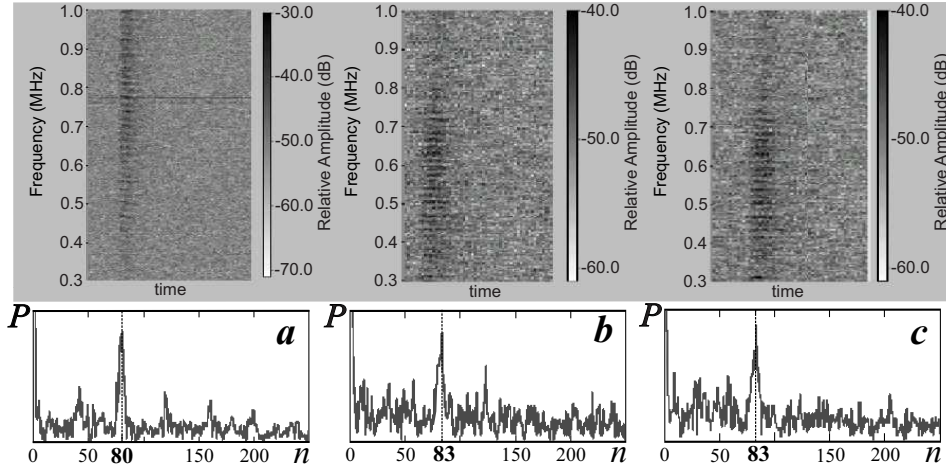 1.0
0.9
0.8
0.7
0.6
0.5
0.4
0.3
Frequency (MHz)
time
-30.0
-40.0
-50.0
-60.0
-70.0
Relative Amplitude (dB)
1.0
0.9
0.8
0.7
0.6
0.5
0.4
0.3
Frequency (MHz)
time
-40.0
-50.0
-60.0
Relative Amplitude (dB)
1.0
0.9
0.8
0.7
0.6
0.5
0.4
0.3
Frequency (MHz)
time
-40.0
-50.0
-60.0
Relative Amplitude (dB)
P a
0 50 80 150 200 n
P b
0 50 83 150 200 n
P c
0 50 83 150 200 n